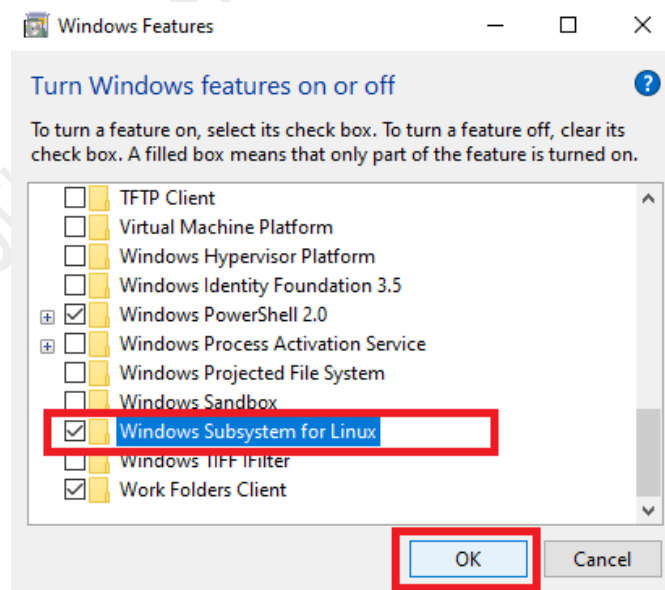 Windows Features
Turn Windows features on or off
To turn a feature on, select its check box. To turn a feature off, clear its
check box. A filled box means that only part of the feature is turned on.
TFTP Client
Virtual Machine Platform
Windows Hypervisor Platform
Windows Identity Foundation 3.5
Windows PowerShell 2.0
Windows Process Activation Service
Windows Projected File System
Windows Sandbox
Windows Subsystem for Linux
Windows TIFF IFilter
Work Folders Client
OK Cancel